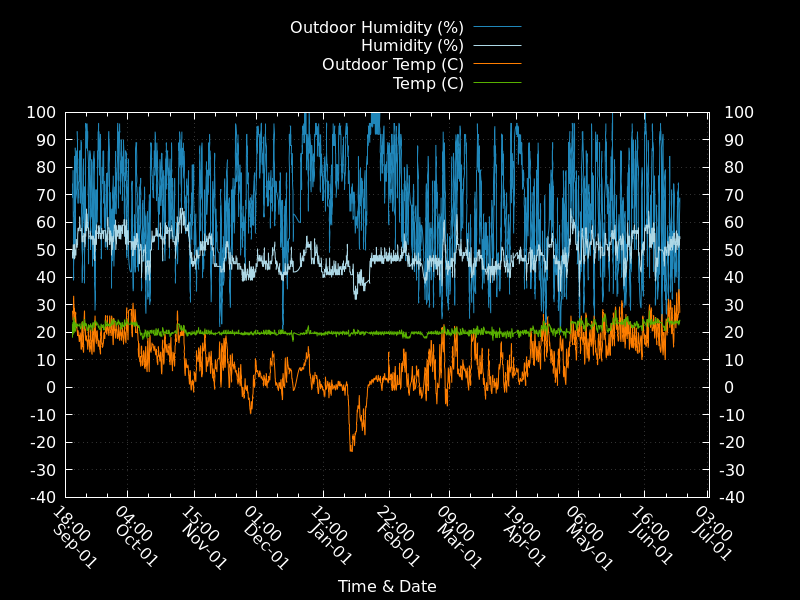 Outdoor Humidity (%)
Humidity (%)
Outdoor Temp (C)
Temp (C)
100 100
90 90
80 80
70 70
60 60
50 50
40 40
30 30
20 20
10 10
0 0
-10 -10
-20 -20
-30 -30
-40 -40
18:00 Sep-01
04:00 Oct-01
15:00 Nov-01
01:00 Dec-01
12:00 Jan-01
22:00 Feb-01
09:00 Mar-01
19:00 Apr-01
06:00 May-01
16:00 Jun-01
03:00 Jul-01
Time & Date